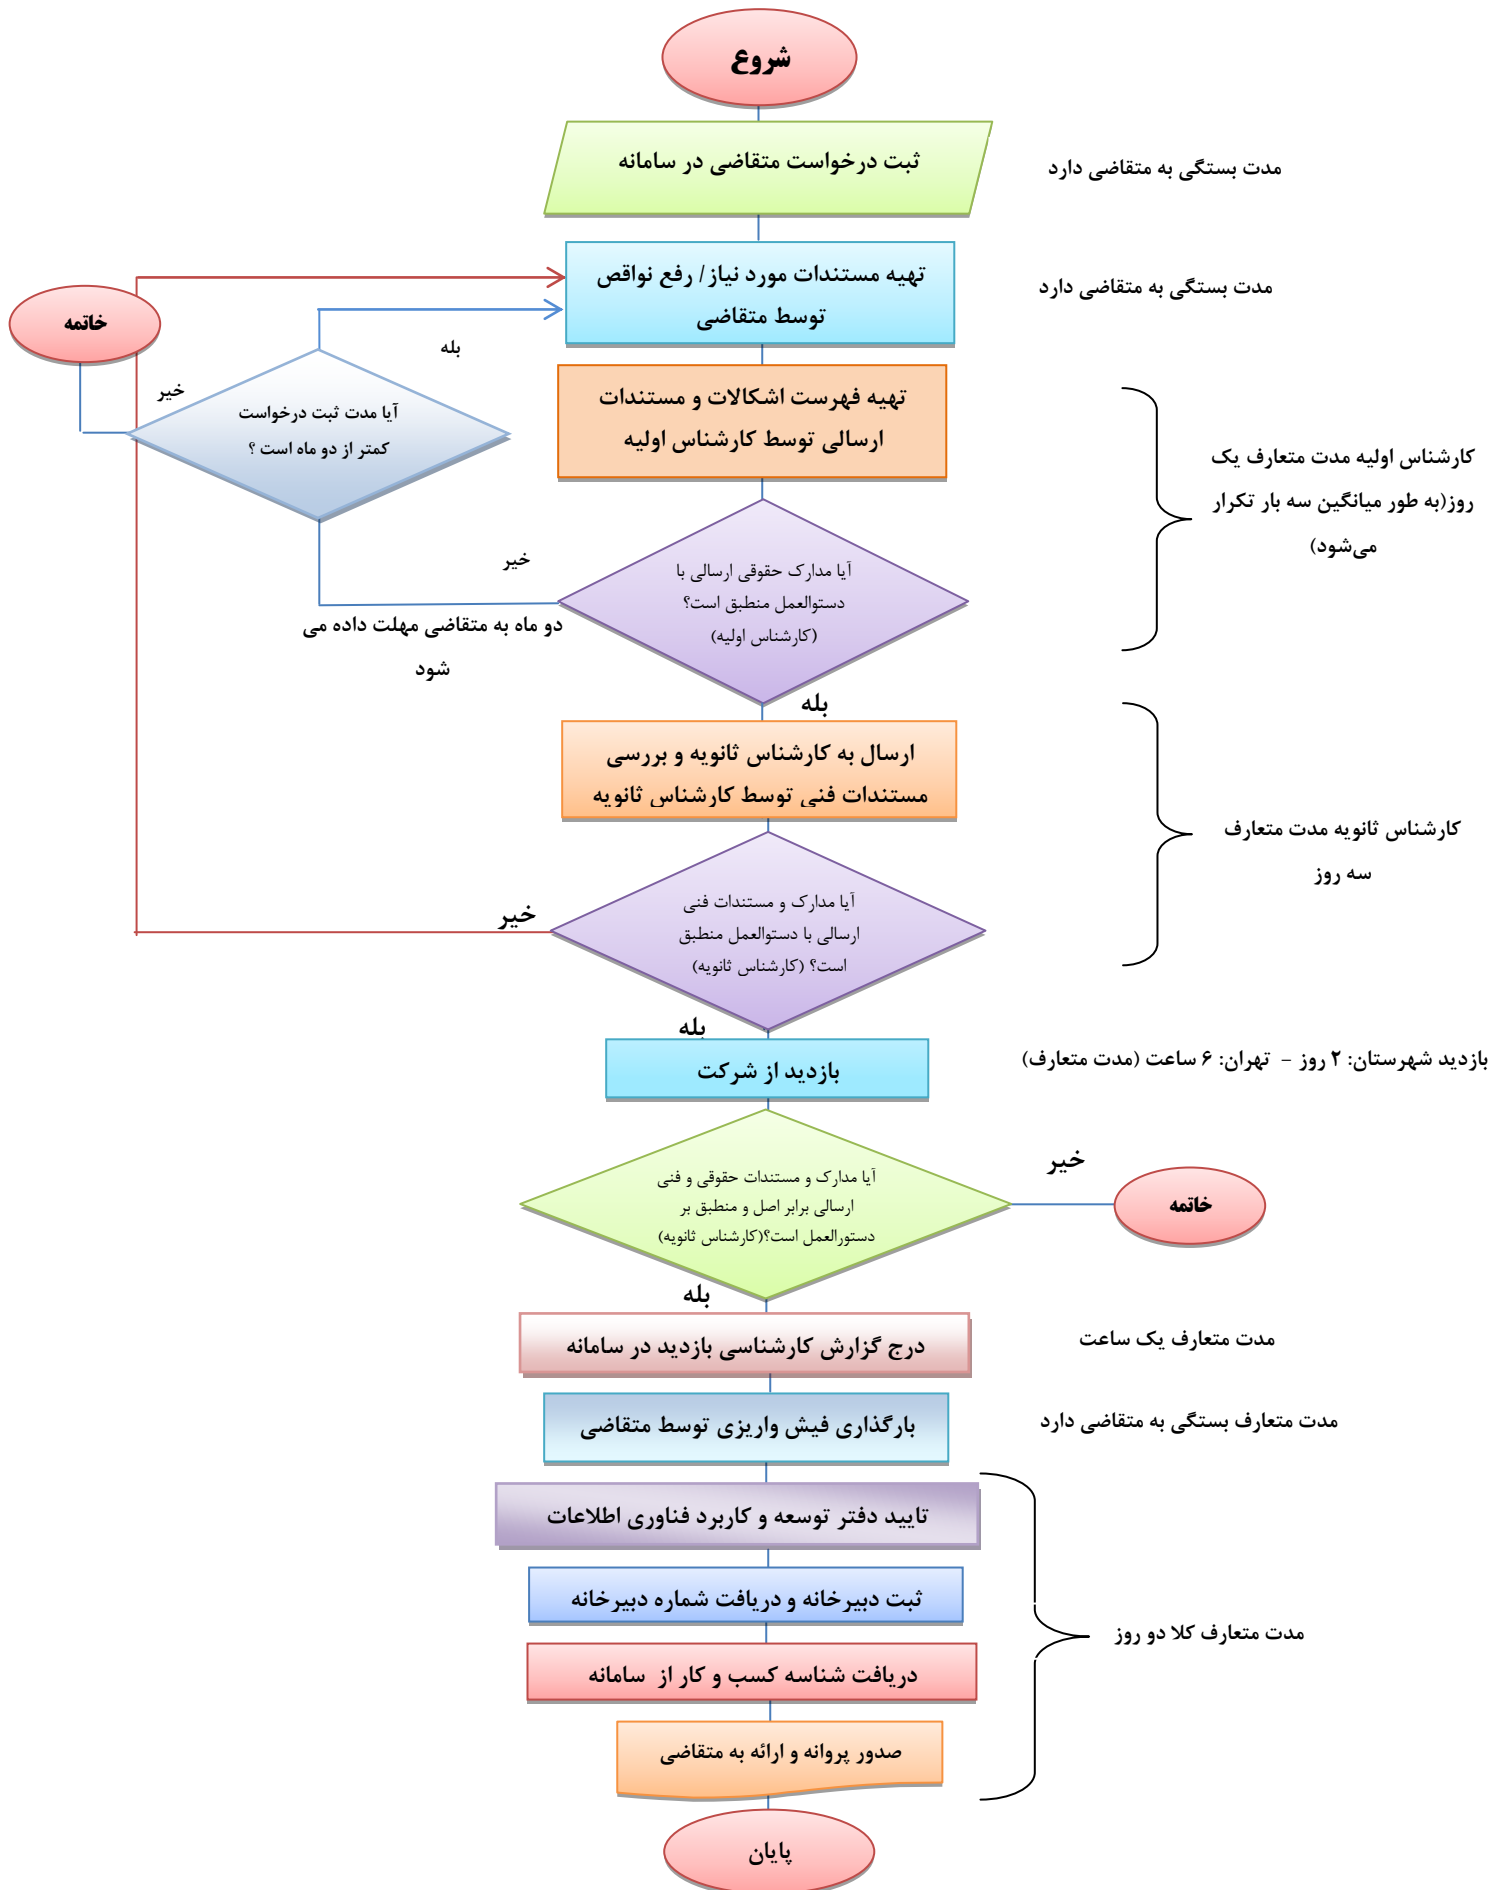 شروع
ثبت درخواست متقاضی در سامانه
مدت بستگی به متقاضی دارد
تهیه مستندات مورد نیاز/ رفع نواقص
توسط متقاضی
مدت بستگی به متقاضی دارد
خاتمه
بله
خیر
آیا مدت ثبت درخواست
کمتر از دو ماه است ؟
تهیه فهرست اشکالات و مستندات
ارسالی توسط کارشناس اولیه
کارشناس اولیه مدت متعارف یک
روز(به طور میانگین سه بار تکرار
می‌شود)
خیر
آیا مدارک حقوقی ارسالی با
دستوالعمل منطبق است؟
(کارشناس اولیه)
دو ماه به متقاضی مهلت داده می
شود
بله
ارسال به کارشناس ثانویه و بررسی
مستندات فنی توسط کارشناس ثانویه
کارشناس ثانویه مدت متعارف
سه روز
خیر
آیا مدارک و مستندات فنی
ارسالی با دستوالعمل منطبق
است؟ (کارشناس ثانویه)
بله
بازدید از شرکت
بازدید شهرستان: ۲ روز – تهران: ۶ ساعت (مدت متعارف)
آیا مدارک و مستندات حقوقی و فنی
ارسالی برابر اصل و منطبق بر
دستورالعمل است؟(کارشناس ثانویه)
خیر
خاتمه
بله
درج گزارش کارشناسی بازدید در سامانه
مدت متعارف یک ساعت
بارگذاری فیش واریزی توسط متقاضی
مدت متعارف بستگی به متقاضی دارد
تایید دفتر توسعه و کاربرد فناوری اطلاعات
ثبت دبیرخانه و دریافت شماره دبیرخانه
مدت متعارف کلا دو روز
دریافت شناسه کسب و کار از سامانه
صدور پروانه و ارائه به متقاضی
پایان